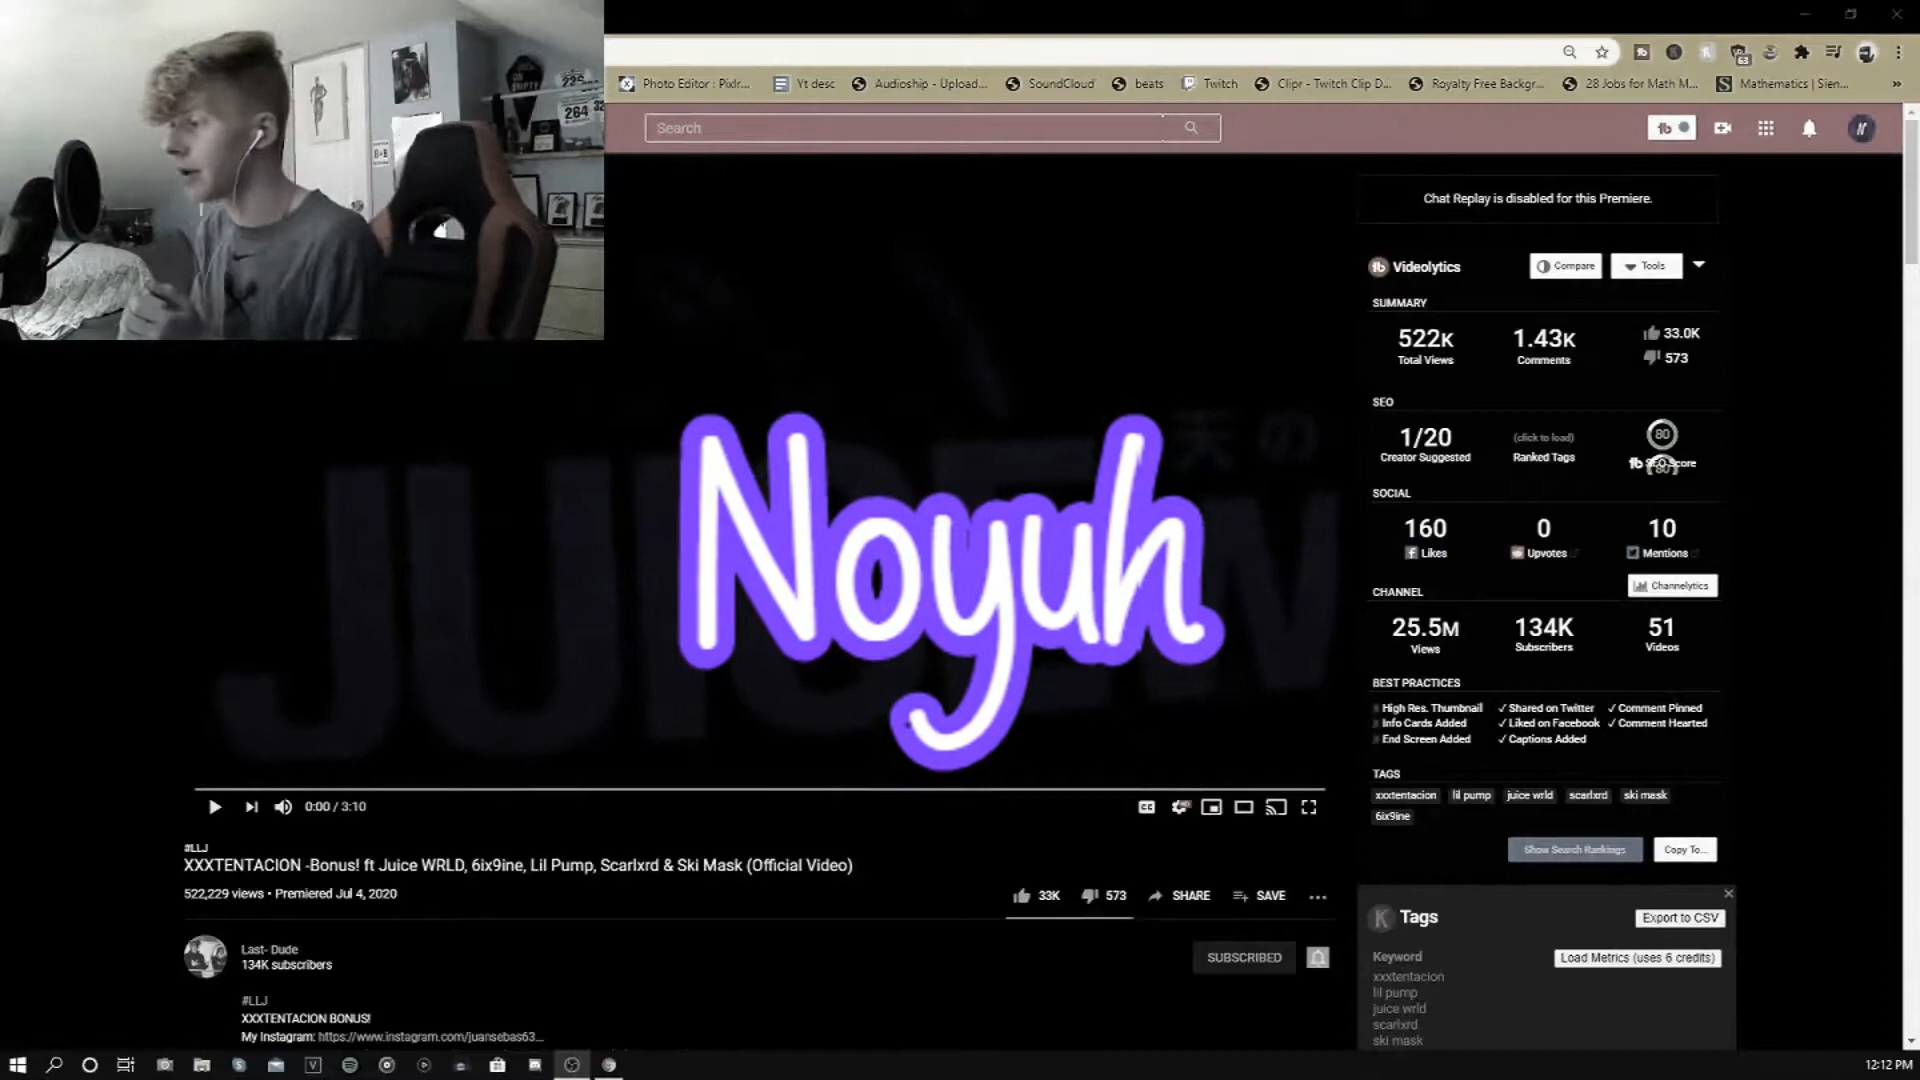 Photo Editor : Pixlr...
Yt desc
Audioship - Upload...
SoundCloud
beats
Twitch
Clipr - Twitch Clip D...
Royalty Free Backgr...
28 Jobs for Math M...
Mathematics | Sien...
»
Search
63
Chat Replay is disabled for this Premiere.
Videolytics
Compare
Tools
SUMMARY
522K
Total Views
1.43K
Comments
33.0K
573
SEO
1/20
Creator Suggested
(click to load)
Ranked Tags
80
SEO Score
SOCIAL
160
Likes
0
Upvotes
10
Mentions
CHANNEL
Channelytics
25.5M
Views
134K
Subscribers
51
Videos
BEST PRACTICES
High Res. Thumbnail
✓ Shared on Twitter
✓ Comment Pinned
Info Cards Added
✓ Liked on Facebook
✓ Comment Hearted
End Screen Added
✓ Captions Added
TAGS
xxxtentacion
lil pump
juice wrld
scarlxrd
ski mask
6ix9ine
Show Search Rankings
Copy To...
K Tags
Export to CSV
Keyword
Load Metrics (uses 6 credits)
xxxtentacion
lil pump
juice wrld
scarlxrd
ski mask
JUICE W
天の
Noyuh
0:00 / 3:10
CC
HD
#LLJ
XXXTENTACION -Bonus! ft Juice WRLD, 6ix9ine, Lil Pump, Scarlxrd & Ski Mask (Official Video)
522,229 views • Premiered Jul 4, 2020
33K
573
SHARE
SAVE
Last- Dude
134K subscribers
SUBSCRIBED
#LLJ
XXXTENTACION BONUS!
My Instagram: https://www.instagram.com/juansebas63...
12:12 PM
264